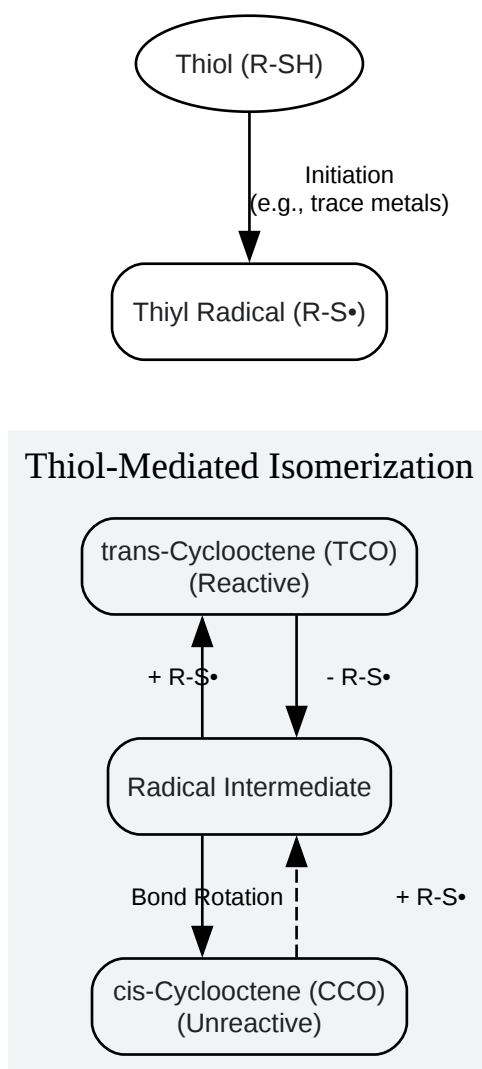 Thiol (R-SH)
Initiation
(e.g., trace metals)
Thiyl Radical (R-S•)
Thiol-Mediated Isomerization
trans-Cyclooctene (TCO)
(Reactive)
+ R-S•
- R-S•
Radical Intermediate
Bond Rotation
+ R-S•
cis-Cyclooctene (CCO)
(Unreactive)